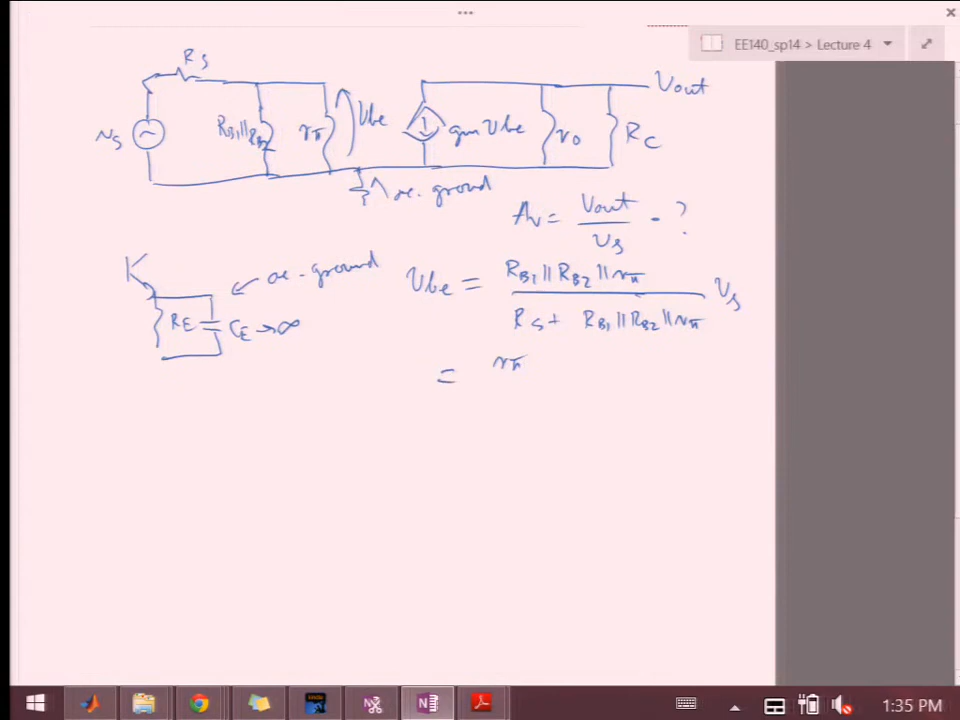 EE140_sp14 > Lecture 4
Rs
Vout
Vbe
vs
RB1||RB2
rπ
gm Vbe
ro
RC
ac. ground
Av = Vout / vs = ?
ac-ground
RE
CE → ∞
Vbe = RB1 || RB2 || rπ / Rs + RB1 || RB2 || rπ Vs
= rπ
1:35 PM